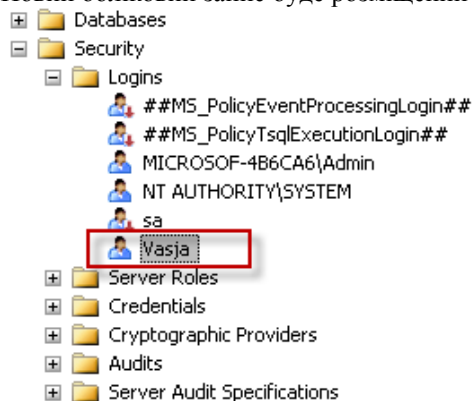 Databases
Security
Logins
##MS_PolicyEventProcessingLogin##
##MS_PolicyTsqlExecutionLogin##
MICROSOF-4B6CA6\Admin
NT AUTHORITY\SYSTEM
sa
Vasja
Server Roles
Credentials
Cryptographic Providers
Audits
Server Audit Specifications